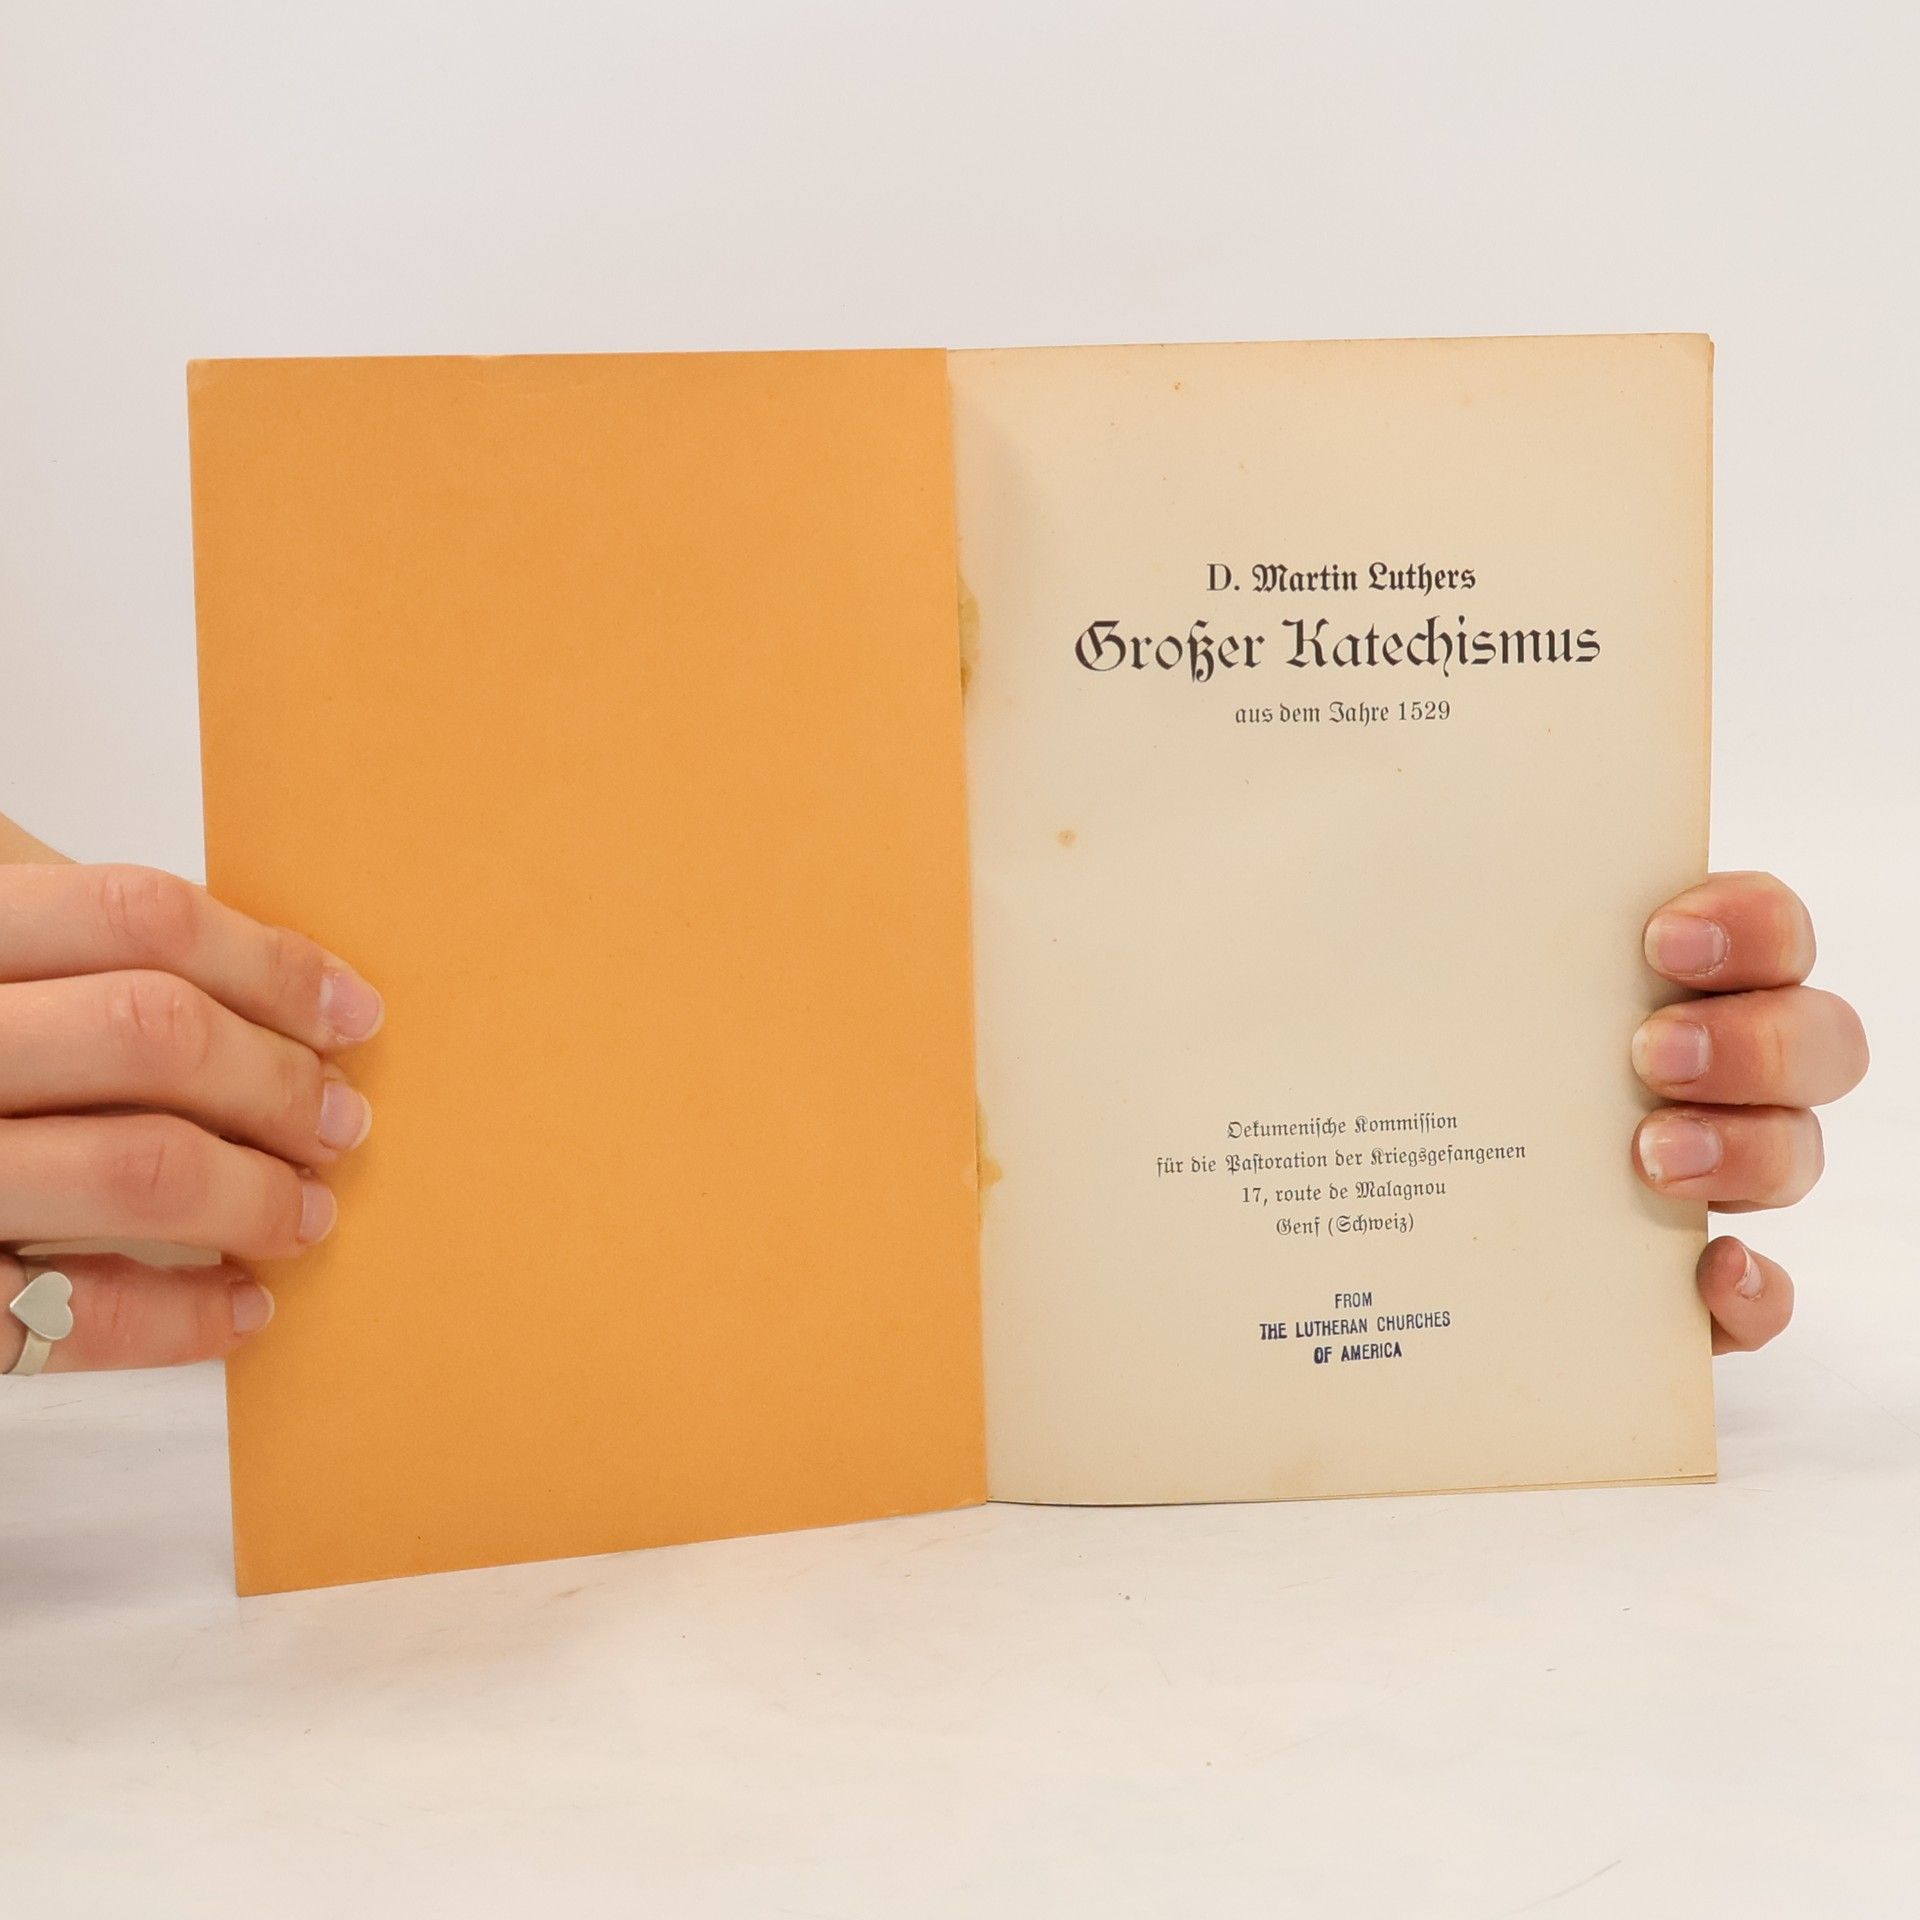 D. Martin Luthers
Großer Katechismus
aus dem Jahre 1529
Oekumenische Kommission
für die Pastoration der Kriegsgefangenen
17, route de Malagnou
Genf (Schweiz)
FROM
THE LUTHERAN CHURCHES
OF AMERICA